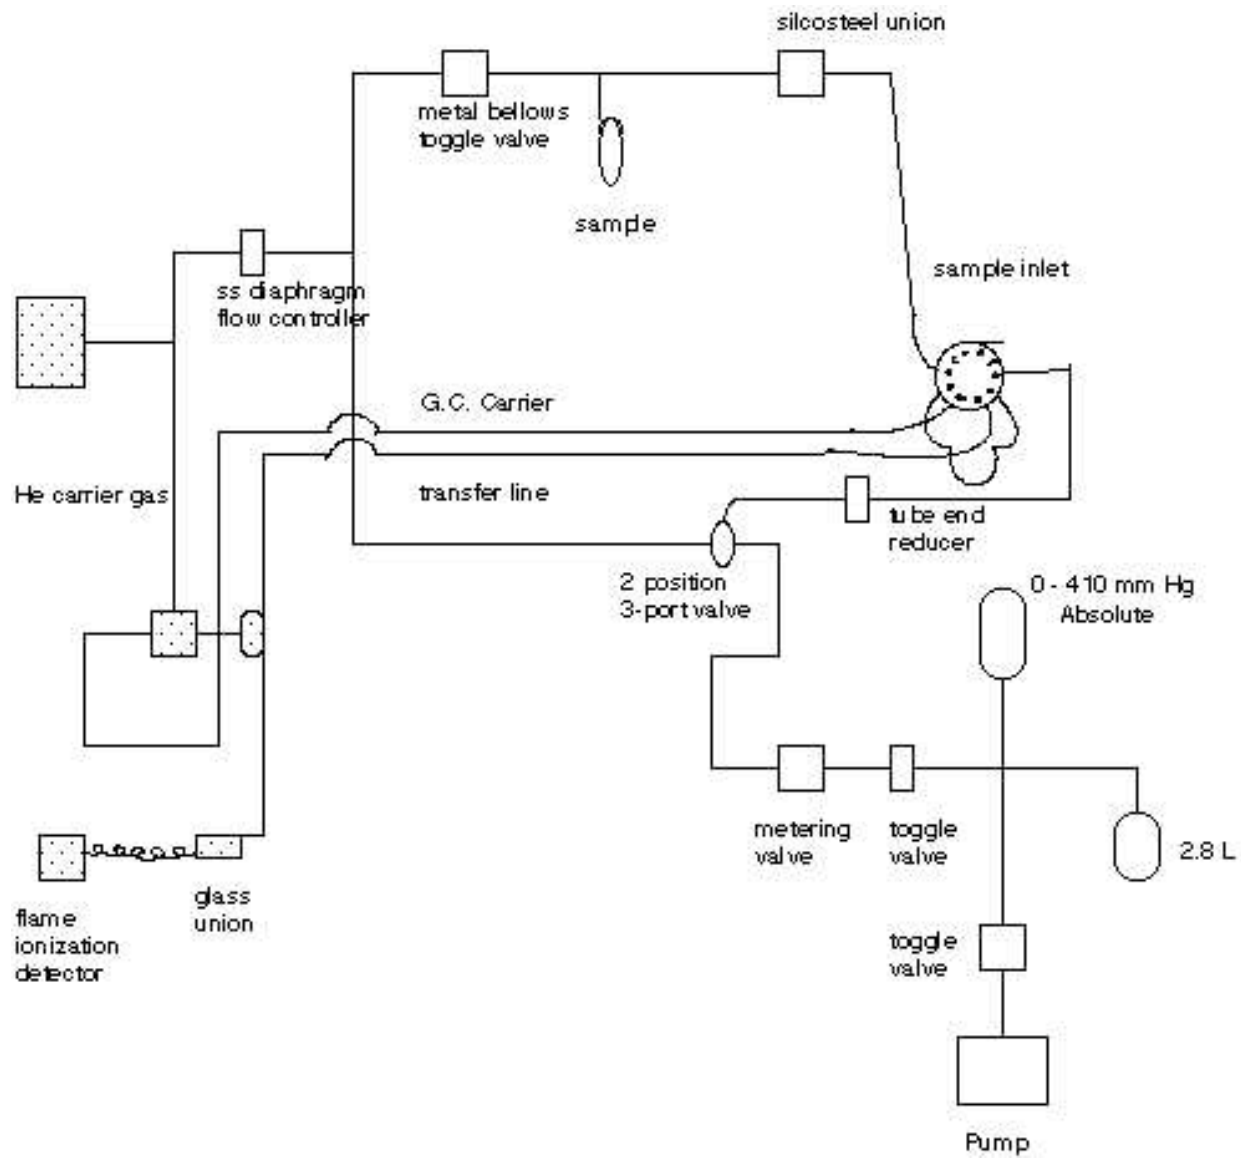 silcosteel union
metal bellows
toggle valve
sample
sample inlet
ss diaphragm
flow controller
G.C. Carrier
He carrier gas
transfer line
tube end
reducer
2 position
3-port valve
0 - 410 mm Hg
Absolute
metering
valve
toggle
valve
2.8 L
glass
union
flame
ionization
detector
toggle
valve
Pump